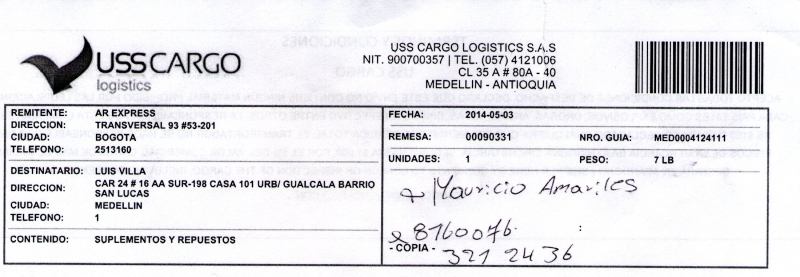 USS CARGO
logistics
USS CARGO LOGISTICS S.A.S
NIT. 900700357 | TEL. (057) 4121006
CL 35 A # 80A - 40
MEDELLIN - ANTIOQUIA
REMITENTE: AR EXPRESS
DIRECCION: TRANSVERSAL 93 #53-201
CIUDAD: BOGOTA
TELEFONO: 2513160
DESTINATARIO: LUIS VILLA
DIRECCION: CAR 24 # 16 AA SUR-198 CASA 101 URB/ GUALCALA BARRIO
SAN LUCAS
CIUDAD: MEDELLIN
TELEFONO: 1
CONTENIDO: SUPLEMENTOS Y REPUESTOS
FECHA: 2014-05-03
REMESA: 00090331 NRO. GUIA: MED0004124111
UNIDADES: 1 PESO: 7 LB
Mauricio Amariles
8160076
- COPIA -
321 2436